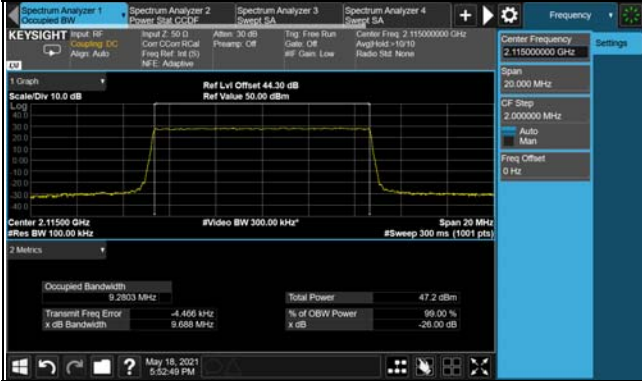 Spectrum Analyzer 1
Occupied BW
Spectrum Analyzer 2
Power Stat CCDF
Spectrum Analyzer 3
Swept SA
Spectrum Analyzer 4
Swept SA
+
Frequency
KEYSIGHT
Input: RF
Coupling: DC
Align: Auto
Input Z: 50 Ω
Corr CCorr RCal
Freq Ref: Int (S)
NFE: Adaptive
Atten: 30 dB
Preamp: Off
Trig: Free Run
Gate: Off
#IF Gain: Low
Center Freq: 2.115000000 GHz
Avg|Hold:>10/10
Radio Std: None
Center Frequency
2.115000000 GHz
Settings
Span
20.000 MHz
CF Step
2.000000 MHz
Auto
Man
Freq Offset
0 Hz
1 Graph
Scale/Div 10.0 dB
Ref Lvl Offset 44.30 dB
Ref Value 50.00 dBm
Log
40.0
30.0
20.0
10.0
0.00
-10.0
-20.0
-30.0
-40.0
Center 2.11500 GHz
#Res BW 100.00 kHz
#Video BW 300.00 kHz*
Span 20 MHz
#Sweep 300 ms (1001 pts)
2 Metrics
Occupied Bandwidth
9.2803 MHz
Total Power
47.2 dBm
Transmit Freq Error
-4.466 kHz
% of OBW Power
99.00 %
x dB Bandwidth
9.688 MHz
x dB
-26.00 dB
?
May 18, 2021
5:52:49 PM